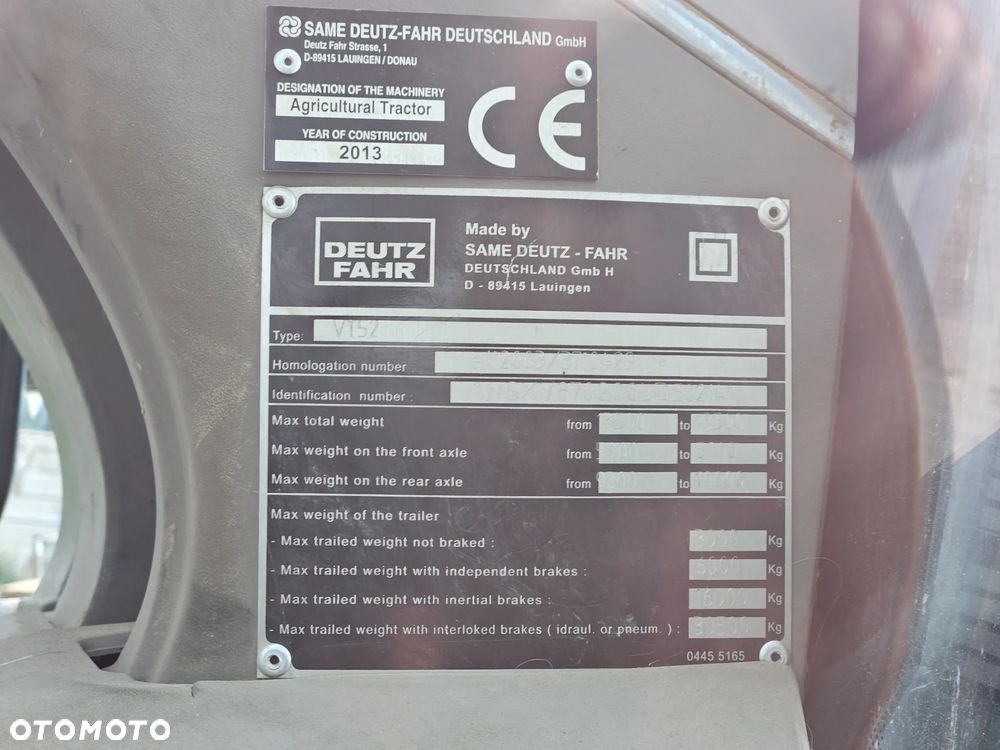 SAME DEUTZ-FAHR DEUTSCHLAND GmbH
Deutz Fahr Strasse, 1
D-89415 LAUINGEN / DONAU
DESIGNATION OF THE MACHINERY
Agricultural Tractor
YEAR OF CONSTRUCTION
2013
CE
DEUTZ
FAHR
Made by
SAME DEUTZ - FAHR
DEUTSCHLAND Gmb H
D - 89415 Lauingen
Type: VTS2
Homologation number
Identification number :
Max total weight from to Kg
Max weight on the front axle from to Kg
Max weight on the rear axle from to Kg
Max weight of the trailer
- Max trailed weight not braked : 3000 Kg
- Max trailed weight with independent brakes : 6000 Kg
- Max trailed weight with inertial brakes : 16000 Kg
- Max trailed weight with interloked brakes ( idraul. or pneum. ) : Kg
0445 5165
OTOMOTO